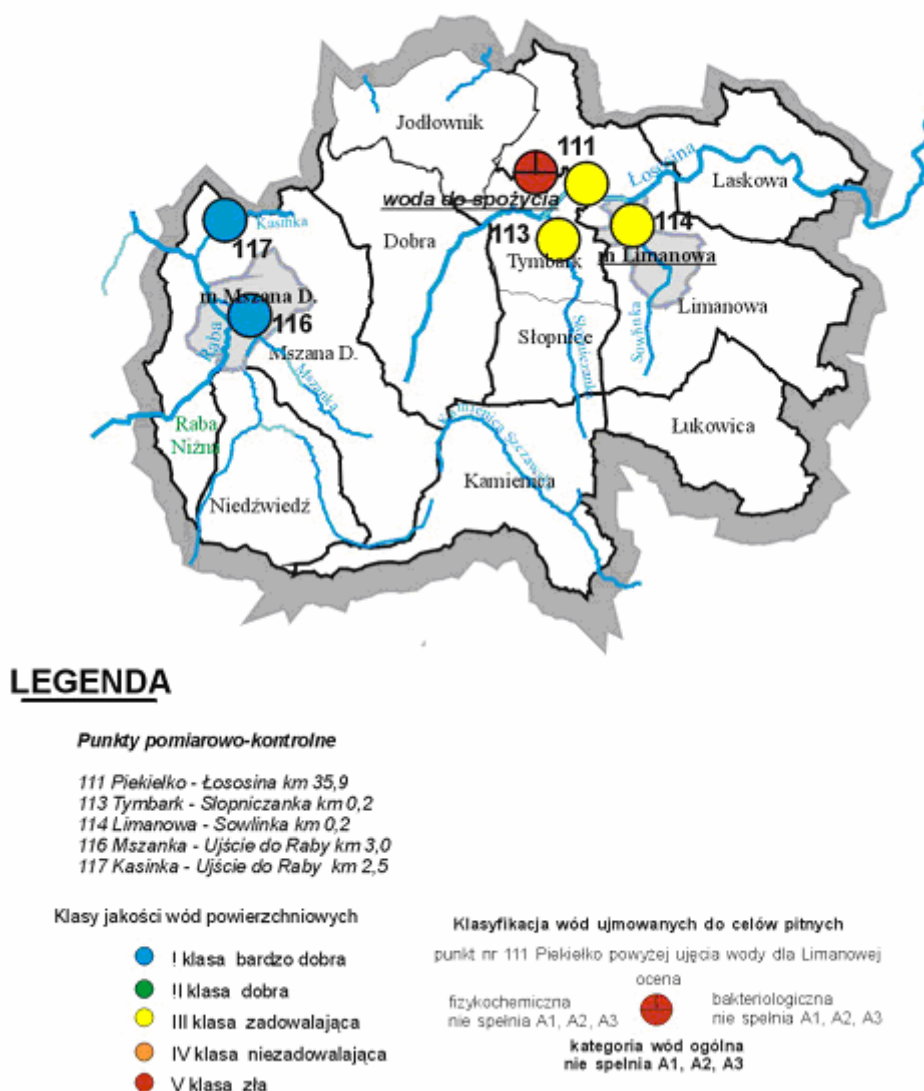 Jodłownik
111
Łososina
Laskowa
woda do spożycia
Kasinka
117
Dobra
113
114
Tymbark
m Limanowa
Limanowa
m Mszana D.
116
Raba
Mszana D.
Mszanka
Słopnice
Słopniczanka
Sowlinka
Raba
Niżna
Łukowica
Kamienica Szczawa
Kamienica
Niedźwiedź
LEGENDA
Punkty pomiarowo-kontrolne
111 Piekiełko - Łososina km 35,9
113 Tymbark - Słopniczanka km 0,2
114 Limanowa - Sowlinka km 0,2
116 Mszanka - Ujście do Raby km 3,0
117 Kasinka - Ujście do Raby km 2,5
Klasy jakości wód powierzchniowych
I klasa bardzo dobra
II klasa dobra
III klasa zadowalająca
IV klasa niezadowalająca
V klasa zła
Klasyfikacja wód ujmowanych do celów pitnych
punkt nr 111 Piekiełko powyżej ujęcia wody dla Limanowej
ocena
fizykochemiczna
nie spełnia A1, A2, A3
bakteriologiczna
nie spełnia A1, A2, A3
kategoria wód ogólna
nie spełnia A1, A2, A3